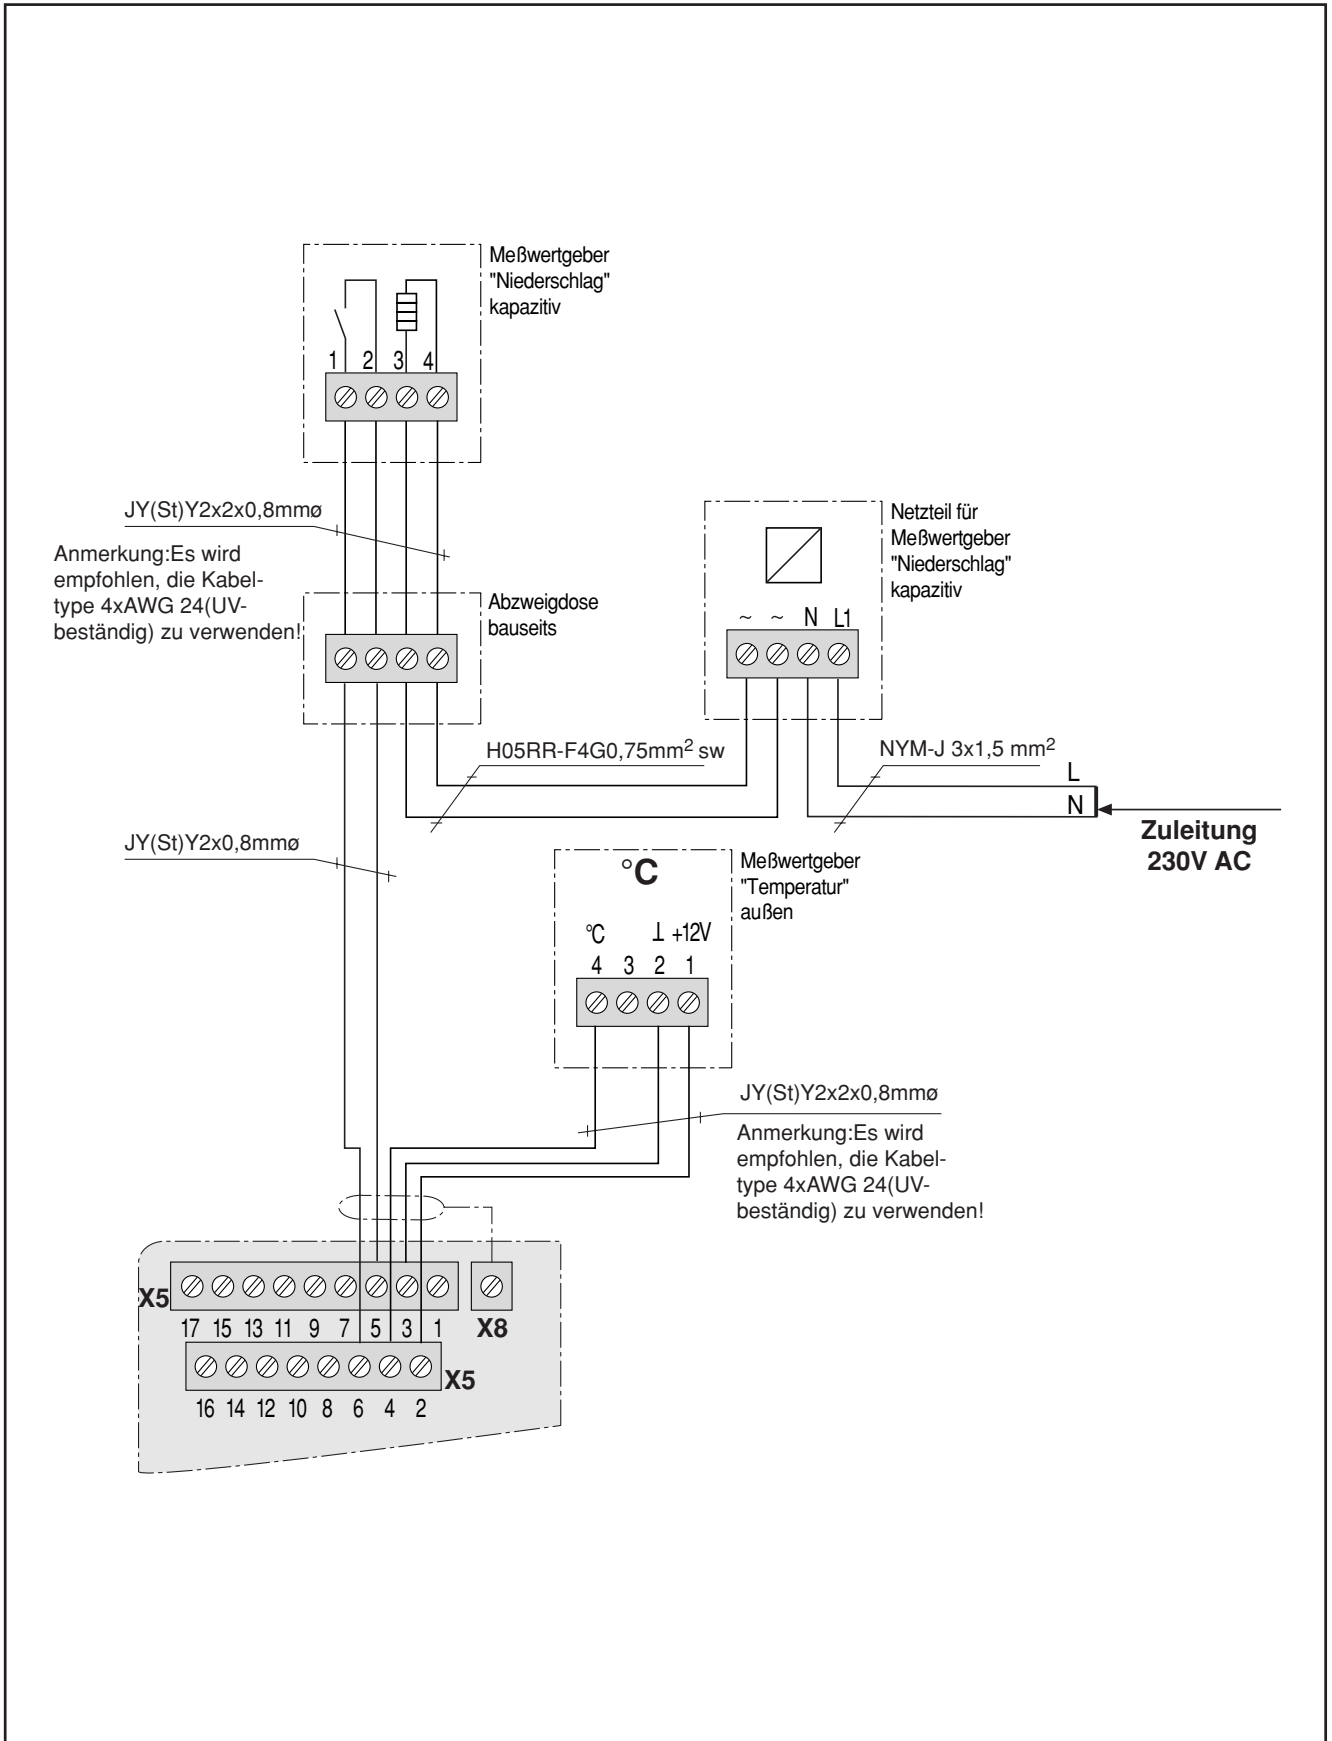 Meßwertgeber
"Niederschlag"
kapazitiv
1 2 3 4
JY(St)Y2x2x0,8mmø
Anmerkung:Es wird
empfohlen, die Kabel-
type 4xAWG 24(UV-
beständig) zu verwenden!
Abzweigdose
bauseits
Netzteil für
Meßwertgeber
"Niederschlag"
kapazitiv
~ ~ N L1
H05RR-F4G0,75mm² sw
NYM-J 3x1,5 mm²
L
N
Zuleitung
230V AC
JY(St)Y2x0,8mmø
°C
Meßwertgeber
"Temperatur"
außen
°C ⊥ +12V
4 3 2 1
JY(St)Y2x2x0,8mmø
Anmerkung:Es wird
empfohlen, die Kabel-
type 4xAWG 24(UV-
beständig) zu verwenden!
X5
17 15 13 11 9 7 5 3 1
X8
X5
16 14 12 10 8 6 4 2